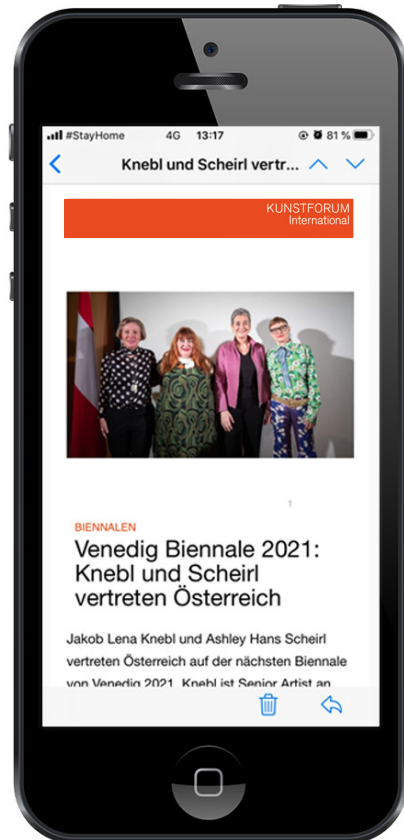 #StayHome 4G 13:17 81 %
Knebl und Scheirl vertr...
KUNSTFORUM
International
1
BIENNALEN
Venedig Biennale 2021:
Knebl und Scheirl
vertreten Österreich
Jakob Lena Knebl und Ashley Hans Scheirl
vertreten Österreich auf der nächsten Biennale
von Venedig 2021. Knebl ist Senior Artist an